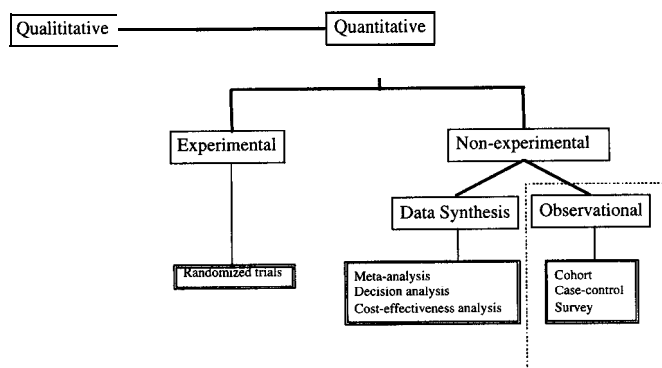 Qualititative
Quantitative
Experimental
Non-experimental
Data Synthesis
Observational
Randomized trials
Meta-analysis
Decision analysis
Cost-effectiveness analysis
Cohort
Case-control
Survey